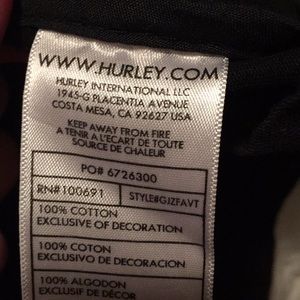 WWW.HURLEY.COM
HURLEY INTERNATIONAL LLC
1945-G PLACENTIA AVENUE
COSTA MESA, CA 92627 USA
KEEP AWAY FROM FIRE
A TENIR A L'ECART DE TOUTE
SOURCE DE CHALEUR
PO# 6726300
RN#100691 STYLE#GJZFAVT
100% COTTON
EXCLUSIVE OF DECORATION
100% COTON
EXCLUSIVO DE DECORACION
100% ALGODON
EXCLUSIF DE DÉCOR